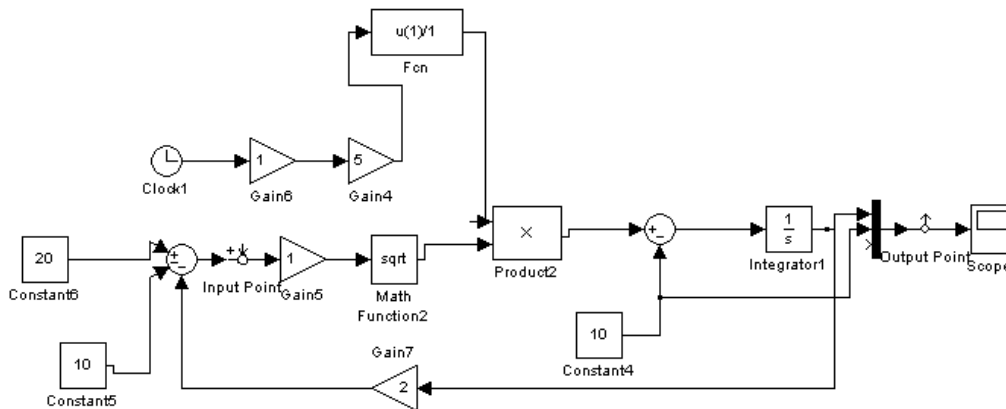 u(1)/1
Fcn
1
5
Clock1
Gain6
Gain4
20
Constant6
+
−
−
+
Input Point
1
Gain5
sqrt
Math
Function2
×
Product2
+
−
1
s
Integrator1
Output Point
Scope
10
Constant5
Gain7
2
10
Constant4